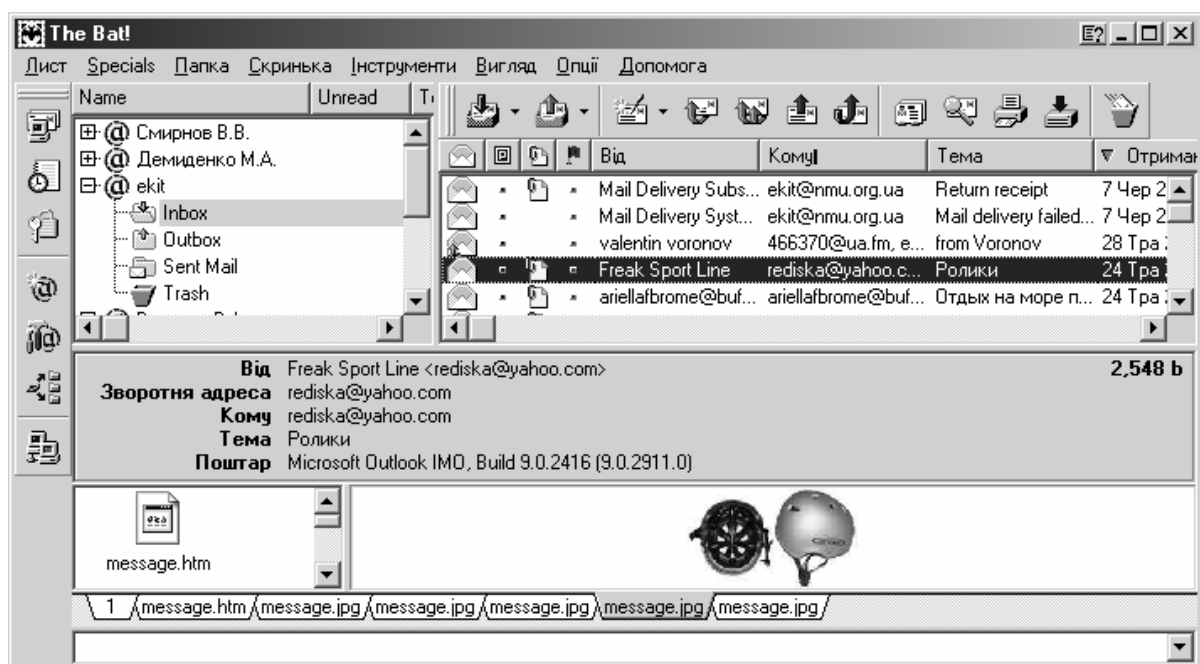 The Bat!
Лист Specials Папка Скринька Інструменти Вигляд Опції Допомога
Name Unread
Смирнов В.В.
Демиденко М.А.
ekit
Inbox
Outbox
Sent Mail
Trash
Від Кому Тема Отриман
Mail Delivery Subs... ekit@nmu.org.ua Return receipt 7 Чер 2
Mail Delivery Syst... ekit@nmu.org.ua Mail delivery failed... 7 Чер 2
valentin voronov 466370@ua.fm, e... from Voronov 28 Тра
Freak Sport Line rediska@yahoo.c... Ролики 24 Тра
ariellafbrome@buf... ariellafbrome@buf... Отдых на море п... 24 Тра
Від Freak Sport Line <rediska@yahoo.com> 2,548 b
Зворотня адреса rediska@yahoo.com
Кому rediska@yahoo.com
Тема Ролики
Поштар Microsoft Outlook IMO, Build 9.0.2416 (9.0.2911.0)
message.htm
1 message.htm message.jpg message.jpg message.jpg message.jpg message.jpg